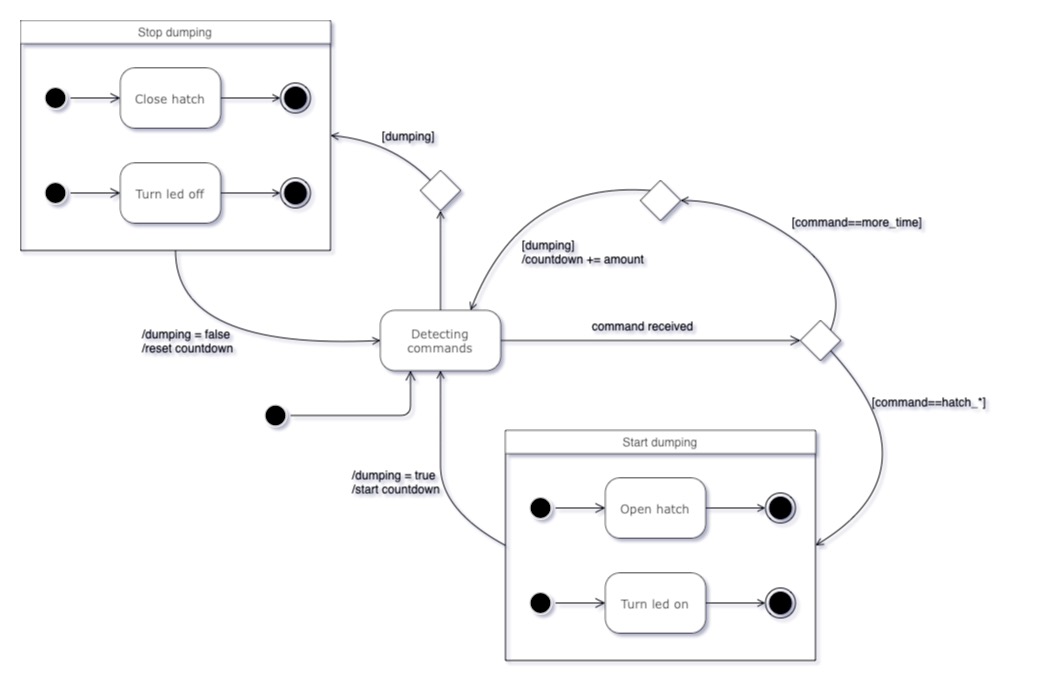 Stop dumping
Close hatch
Turn led off
[dumping]
[command==more_time]
[dumping]
/countdown += amount
/dumping = false
/reset countdown
Detecting
commands
command received
[command==hatch_*]
Start dumping
/dumping = true
/start countdown
Open hatch
Turn led on